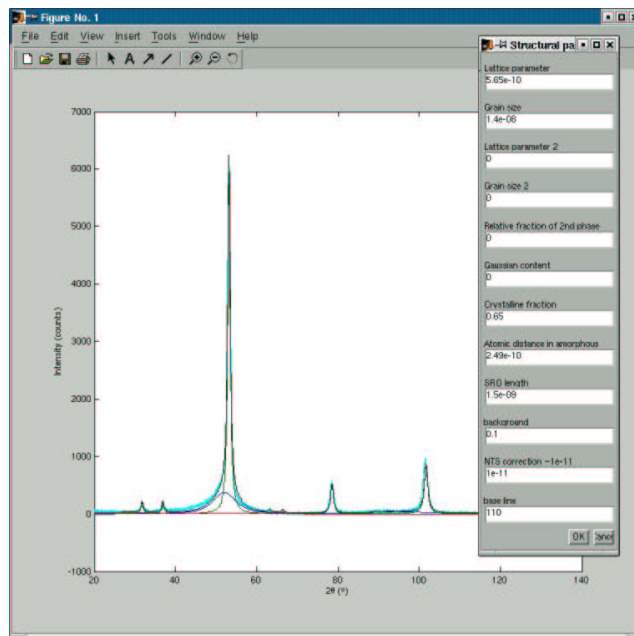 Figure No. 1
File Edit View Insert Tools Window Help
Structural pa
Lattice parameter
5.65e-10
Grain size
1.4e-08
Lattice parameter 2
0
Grain size 2
0
Relative fraction of 2nd phase
0
Gaussian content
0
Crystalline fraction
0.65
Atomic distance in amorphous
2.49e-10
SRO length
1.5e-09
background
0.1
NTS correction ~1e-11
1e-11
base line
110
OK
7000
6000
5000
4000
3000
2000
1000
0
-1000
Intensity (counts)
20 40 60 80 100 120 140
2θ (°)